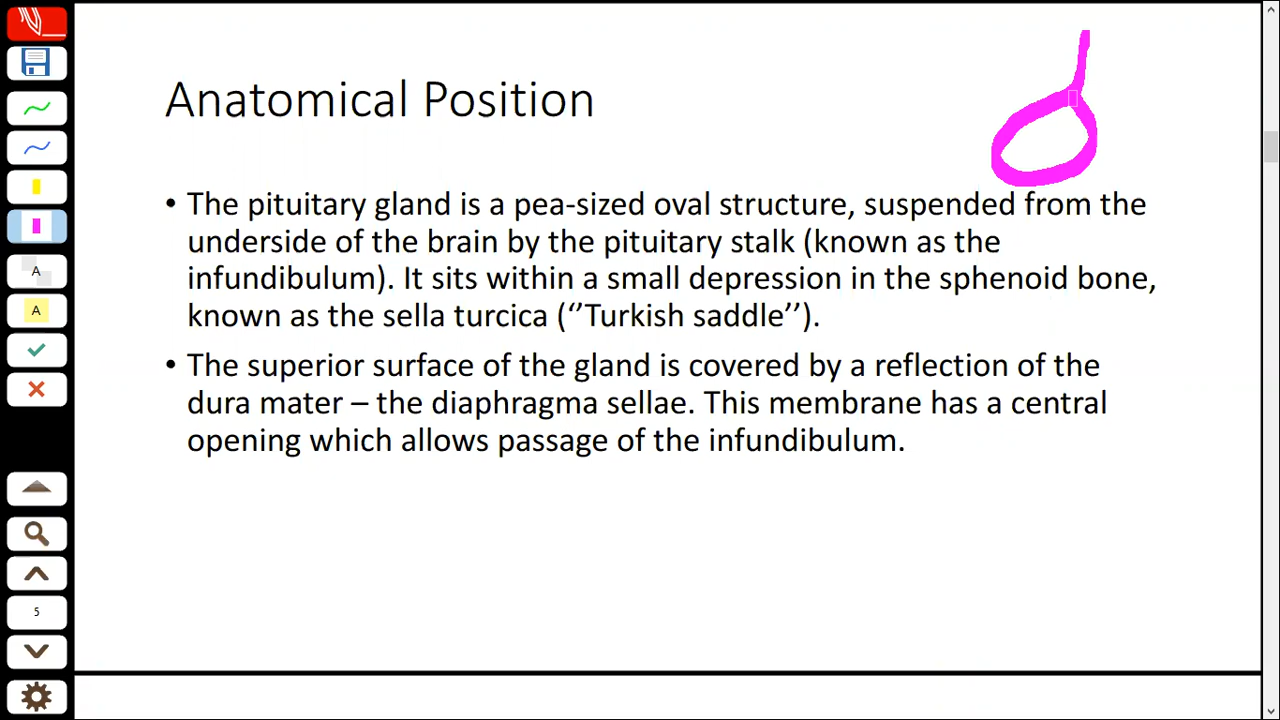 Anatomical Position
• The pituitary gland is a pea-sized oval structure, suspended from the
underside of the brain by the pituitary stalk (known as the
infundibulum). It sits within a small depression in the sphenoid bone,
known as the sella turcica (‘’Turkish saddle’’).
• The superior surface of the gland is covered by a reflection of the
dura mater – the diaphragma sellae. This membrane has a central
opening which allows passage of the infundibulum.
A
A
5